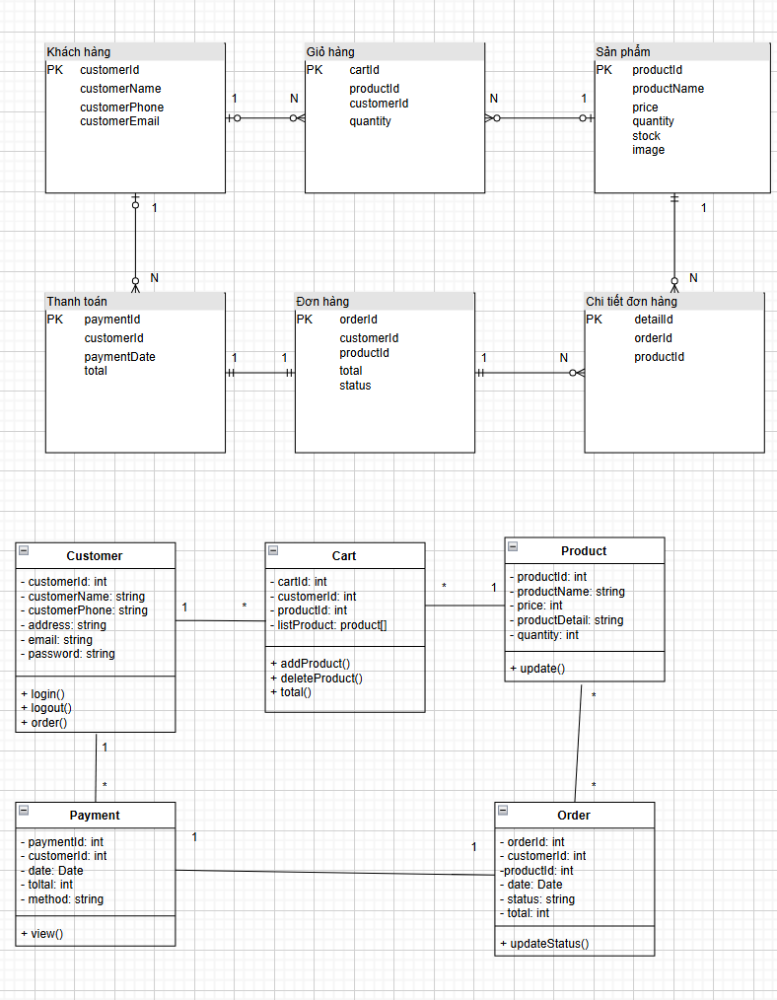 Khách hàng
PK customerId
customerName
customerPhone
customerEmail
1
N
Giỏ hàng
PK cartId
productId
customerId
quantity
N
1
Sản phẩm
PK productId
productName
price
quantity
stock
image
1
N
1
N
Thanh toán
PK paymentId
customerId
paymentDate
total
1
1
Đơn hàng
PK orderId
customerId
productId
total
status
1
N
Chi tiết đơn hàng
PK detailId
orderId
productId
Customer
- customerId: int
- customerName: string
- customerPhone: string
- address: string
- email: string
- password: string
+ login()
+ logout()
+ order()
1
*
Cart
- cartId: int
- customerId: int
- productId: int
- listProduct: product[]
+ addProduct()
+ deleteProduct()
+ total()
*
1
Product
- productId: int
- productName: string
- price: int
- productDetail: string
- quantity: int
+ update()
1
*
*
*
Payment
- paymentId: int
- customerId: int
- date: Date
- toltal: int
- method: string
+ view()
1
1
Order
- orderId: int
- customerId: int
-productId: int
- date: Date
- status: string
- total: int
+ updateStatus()